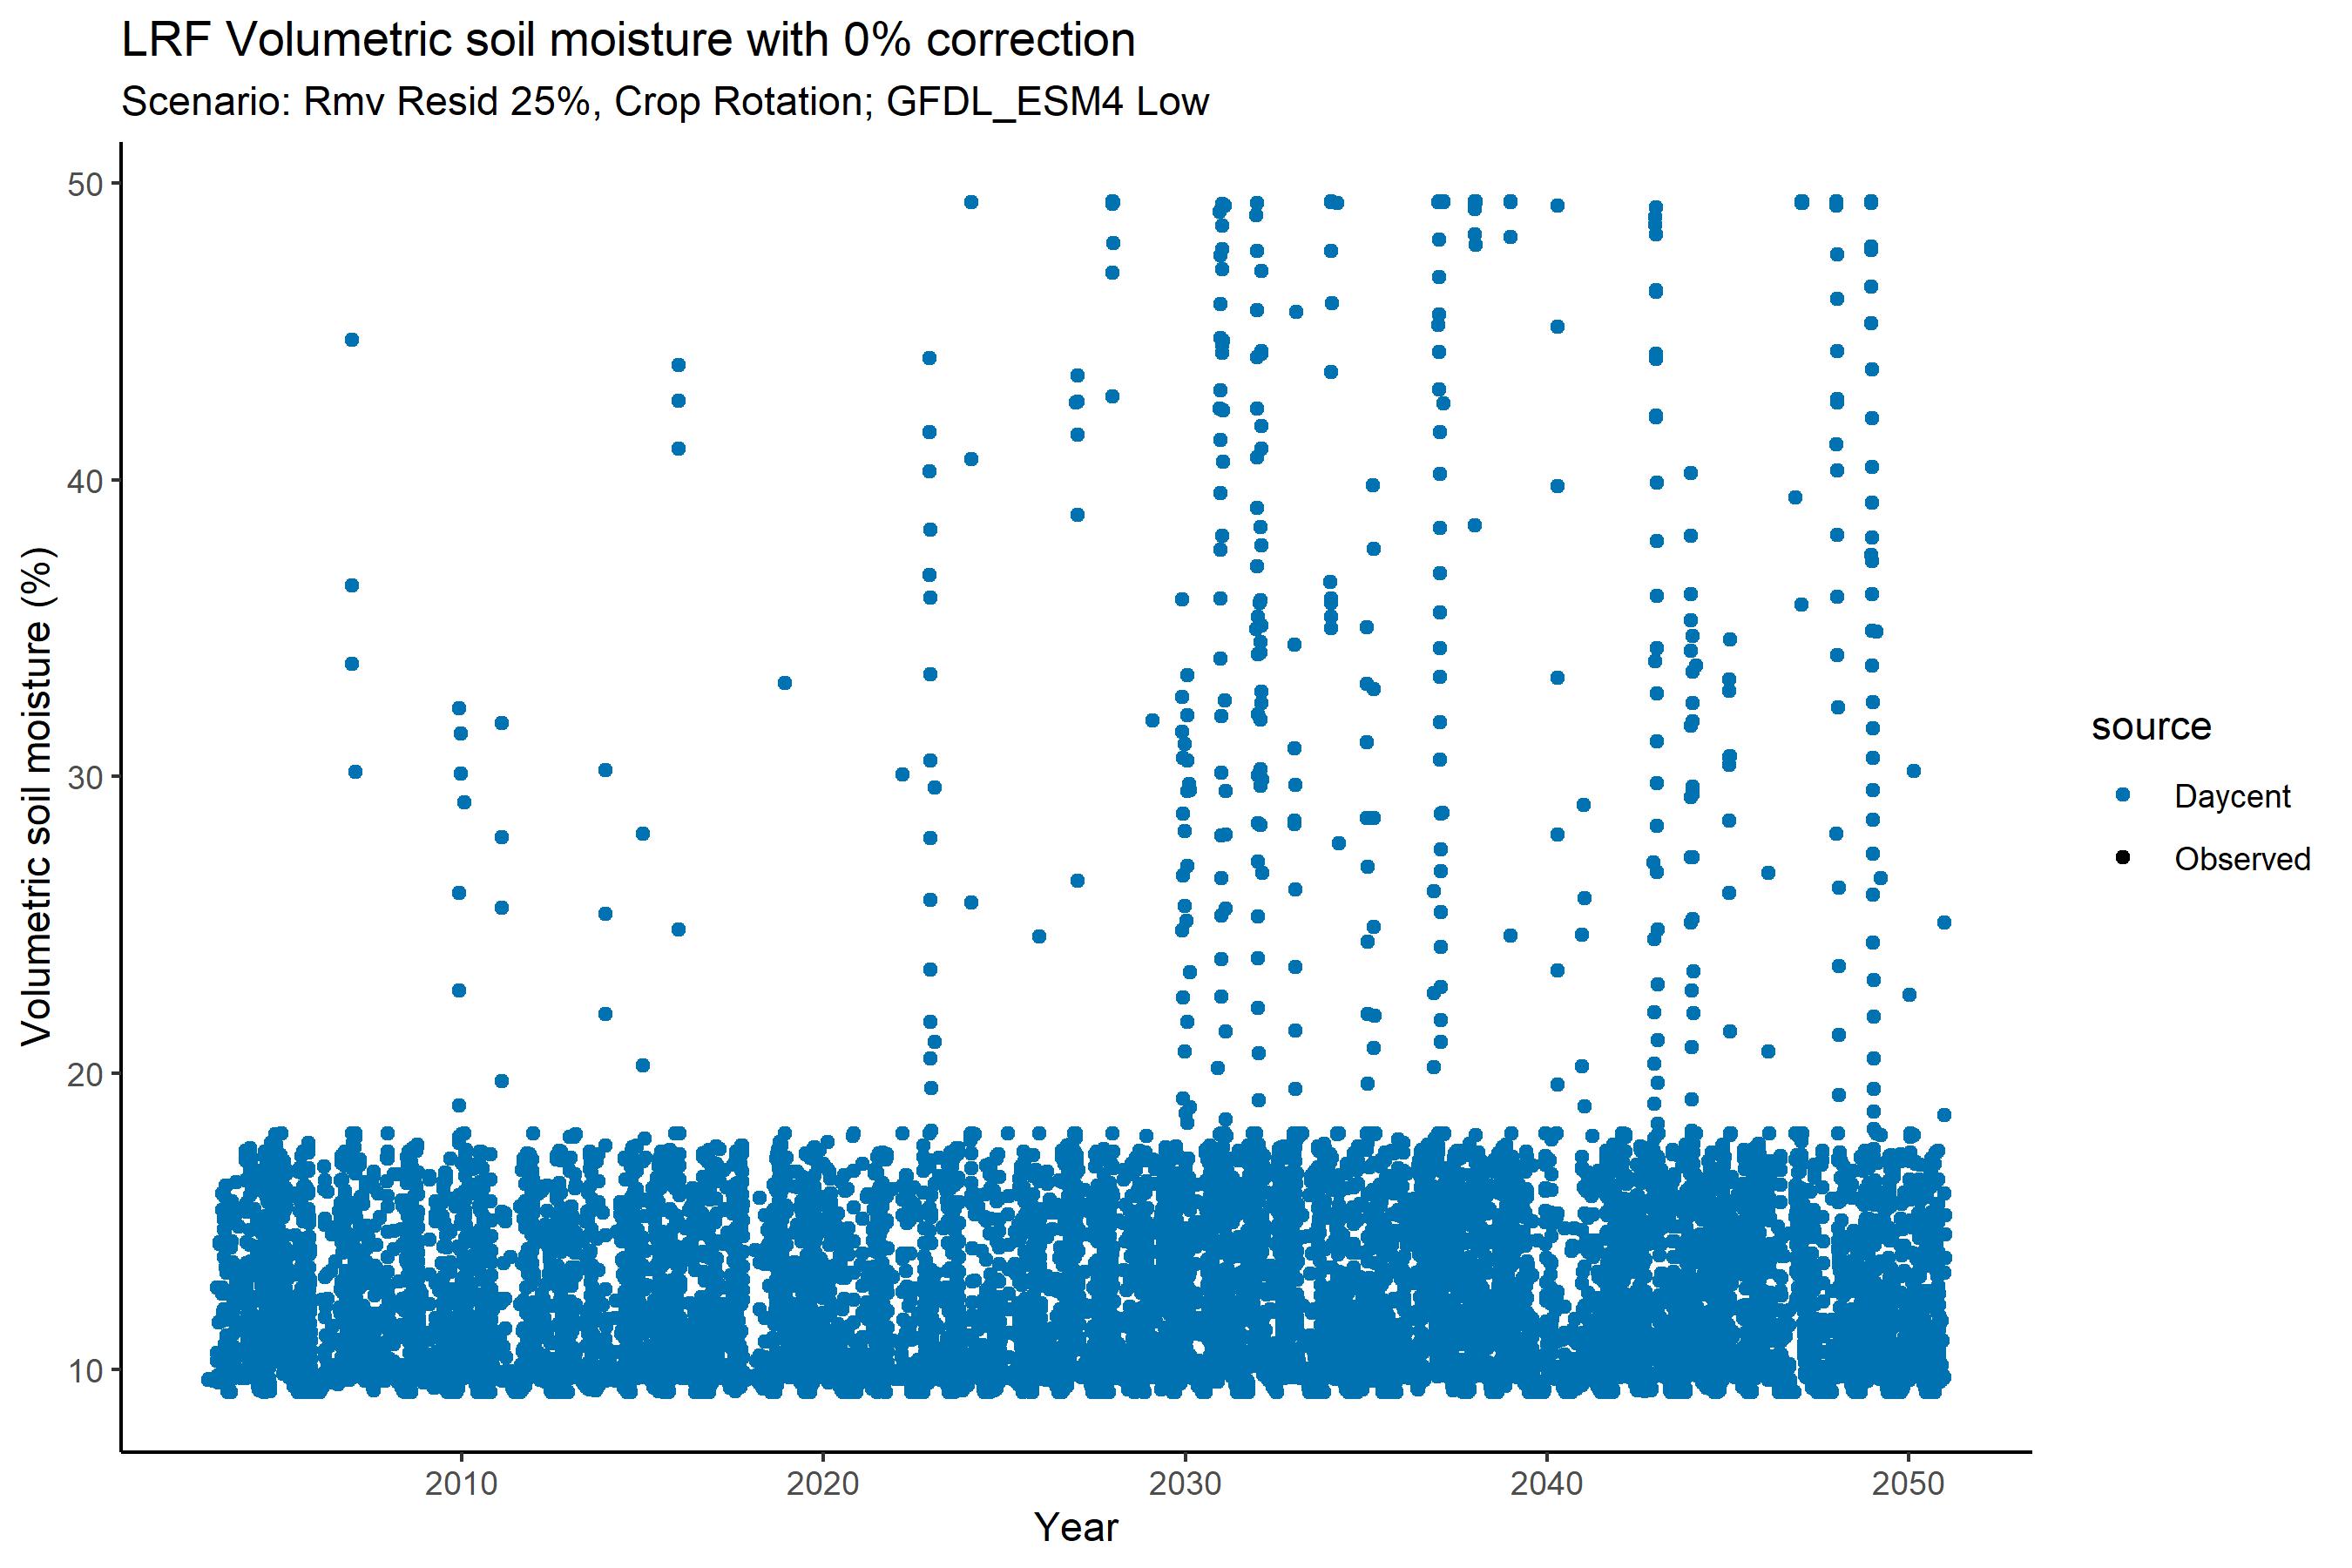 LRF Volumetric soil moisture with 0% correction
Scenario: Rmv Resid 25%, Crop Rotation; GFDL_ESM4 Low
Volumetric soil moisture (%)
50
40
30
20
10
2010 2020 2030 2040 2050
Year
source
Daycent
Observed